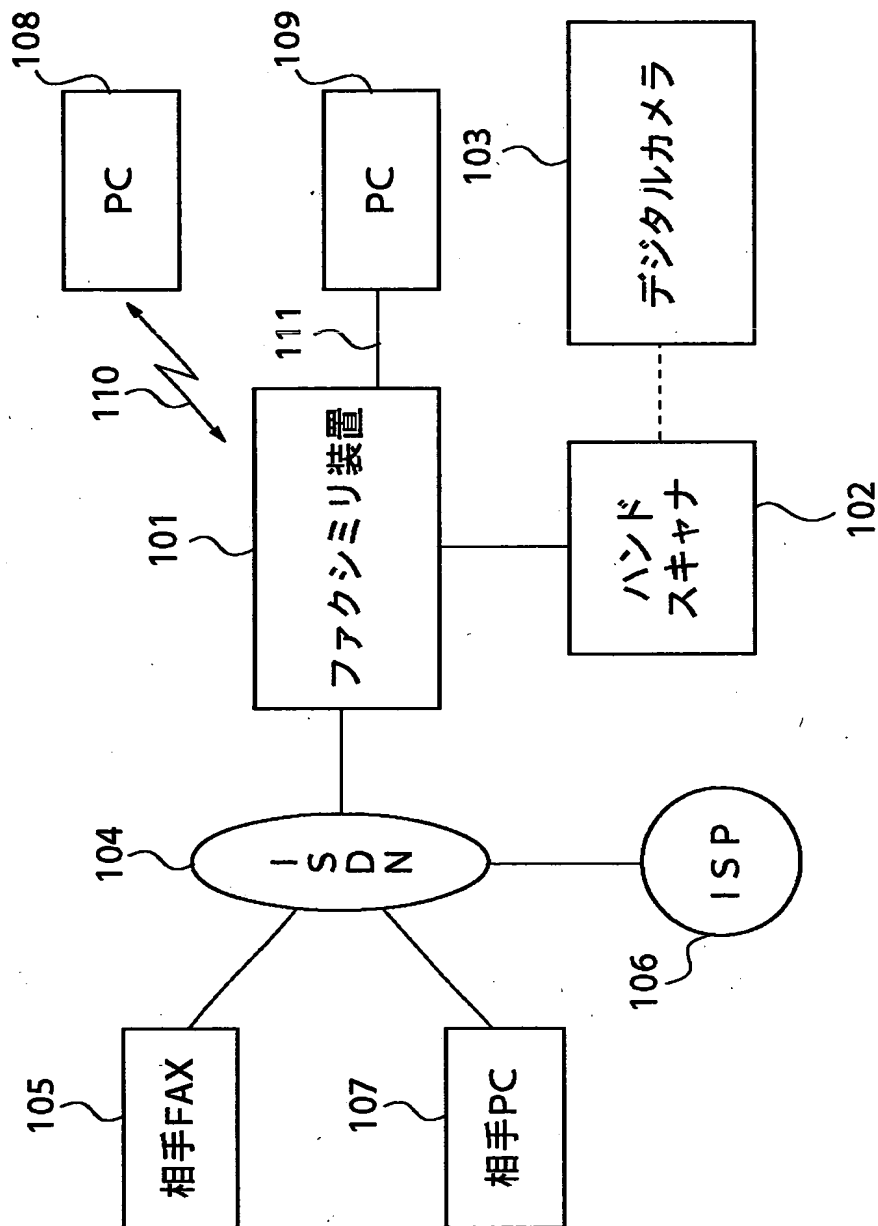 105
相手FAX
107
相手PC
104
I
S
D
N
106
ISP
101
ファクシミリ装置
102
ハンド
スキャナ
103
デジタルカメラ
110
111
108
PC
109
PC